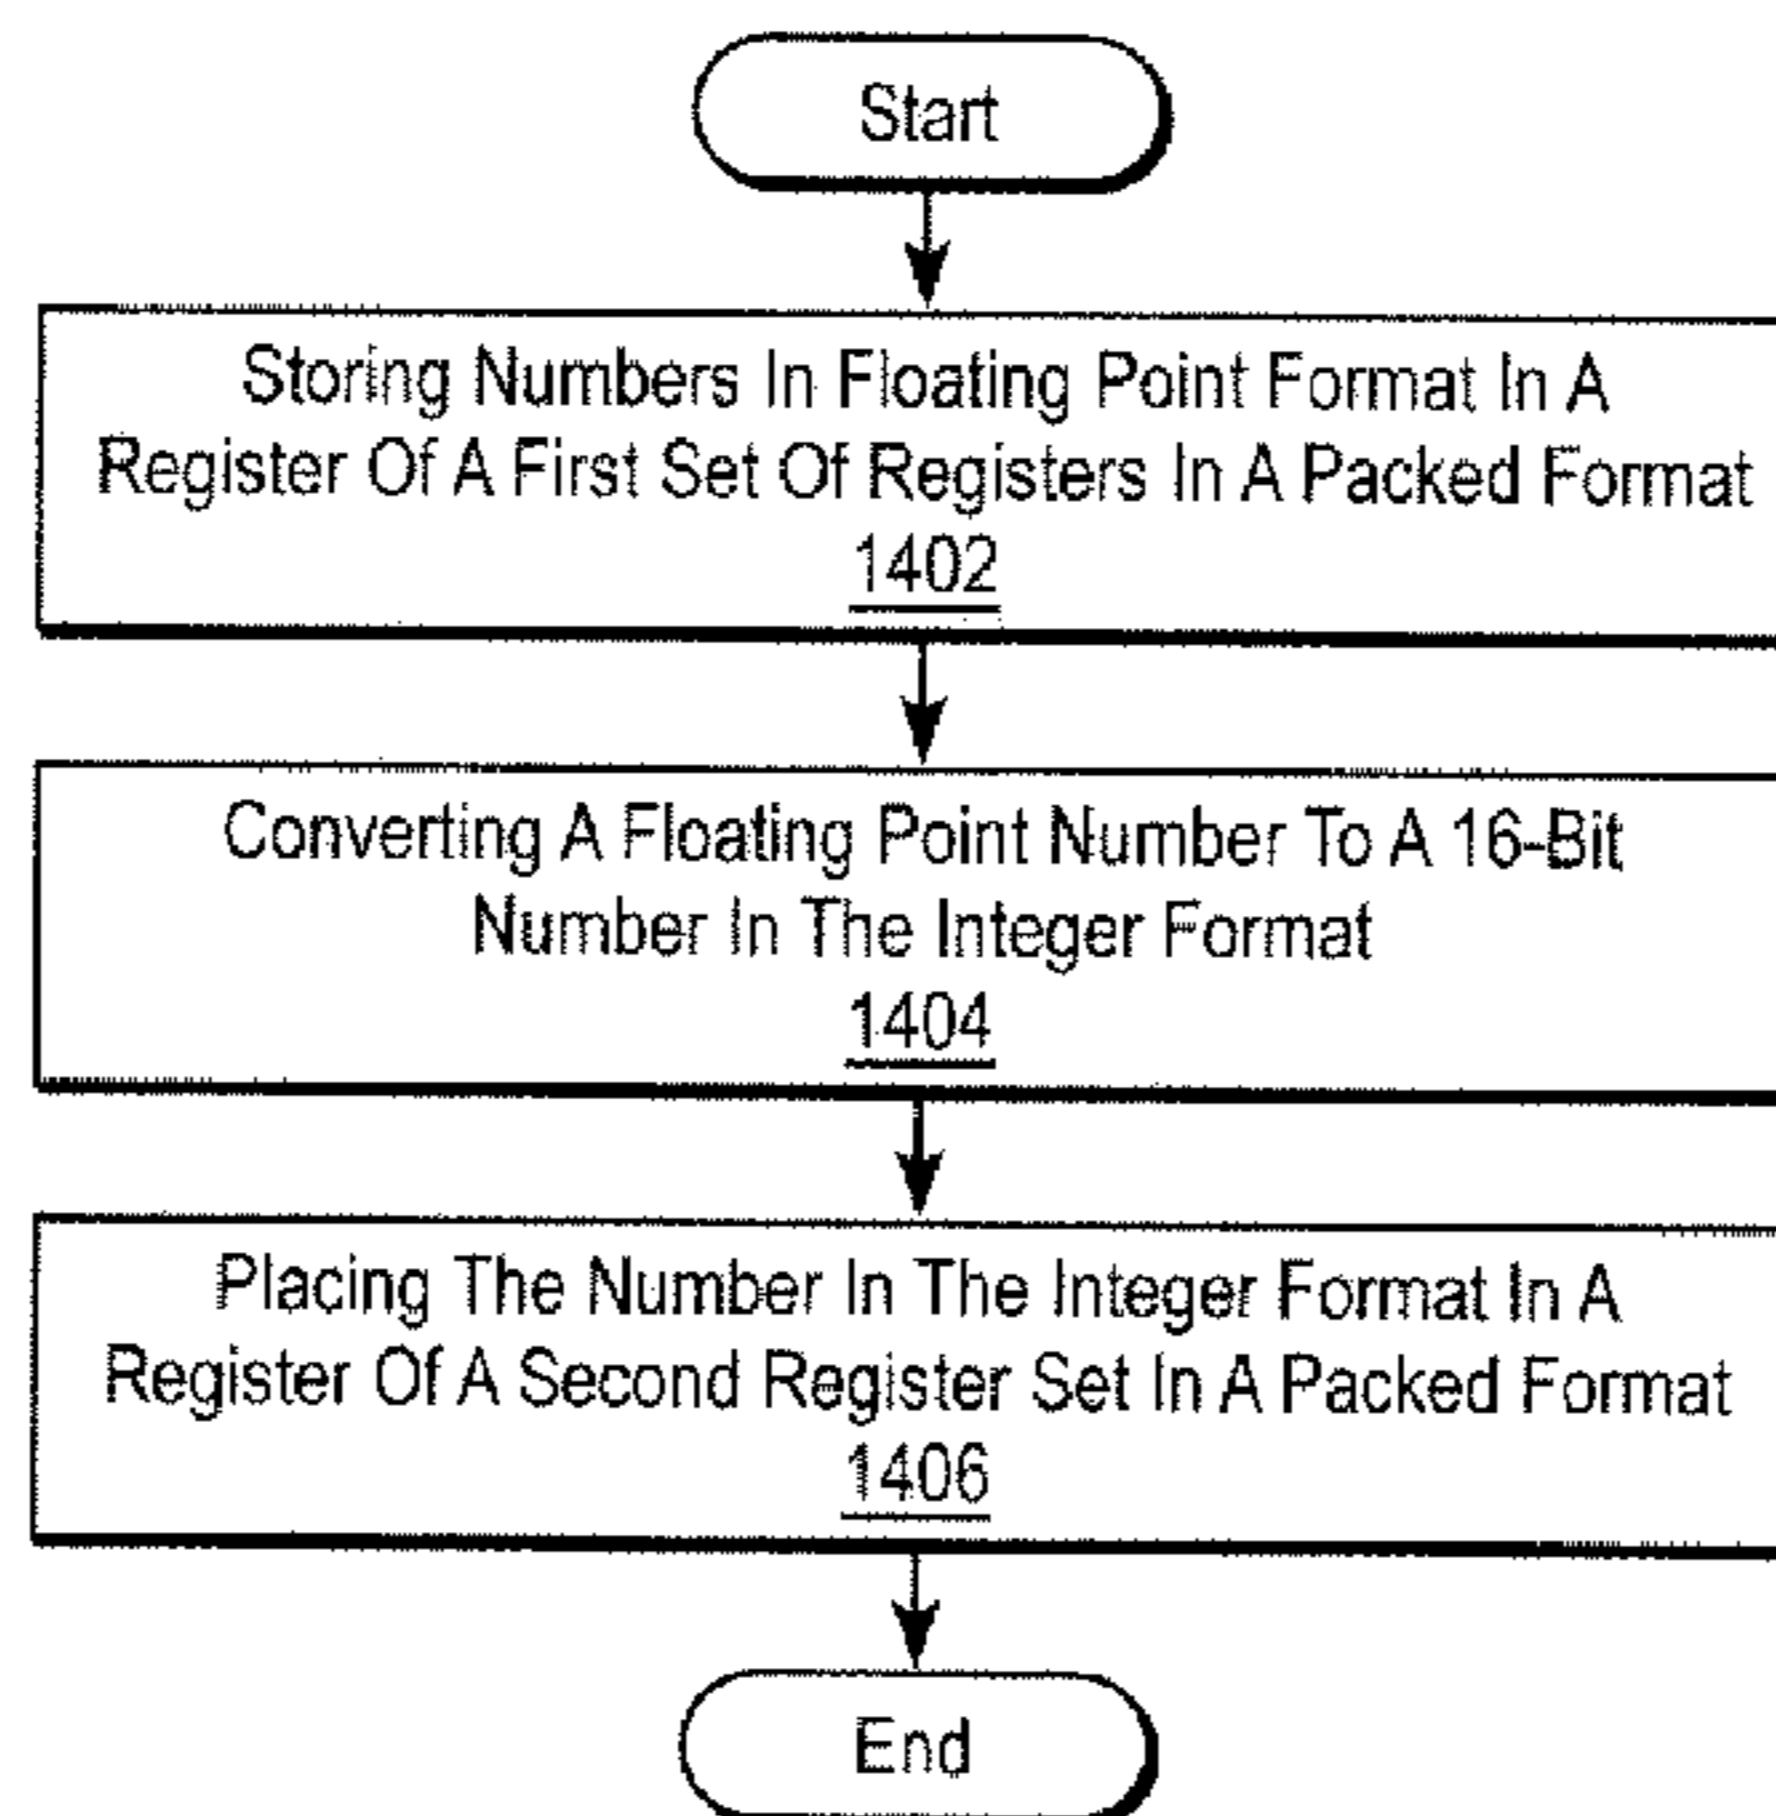 Start
Storing Numbers In Floating Point Format In A
Register Of A First Set Of Registers In A Packed Format
1402
Converting A Floating Point Number To A 16-Bit
Number In The Integer Format
1404
Placing The Number In The Integer Format In A
Register Of A Second Register Set In A Packed Format
1406
End